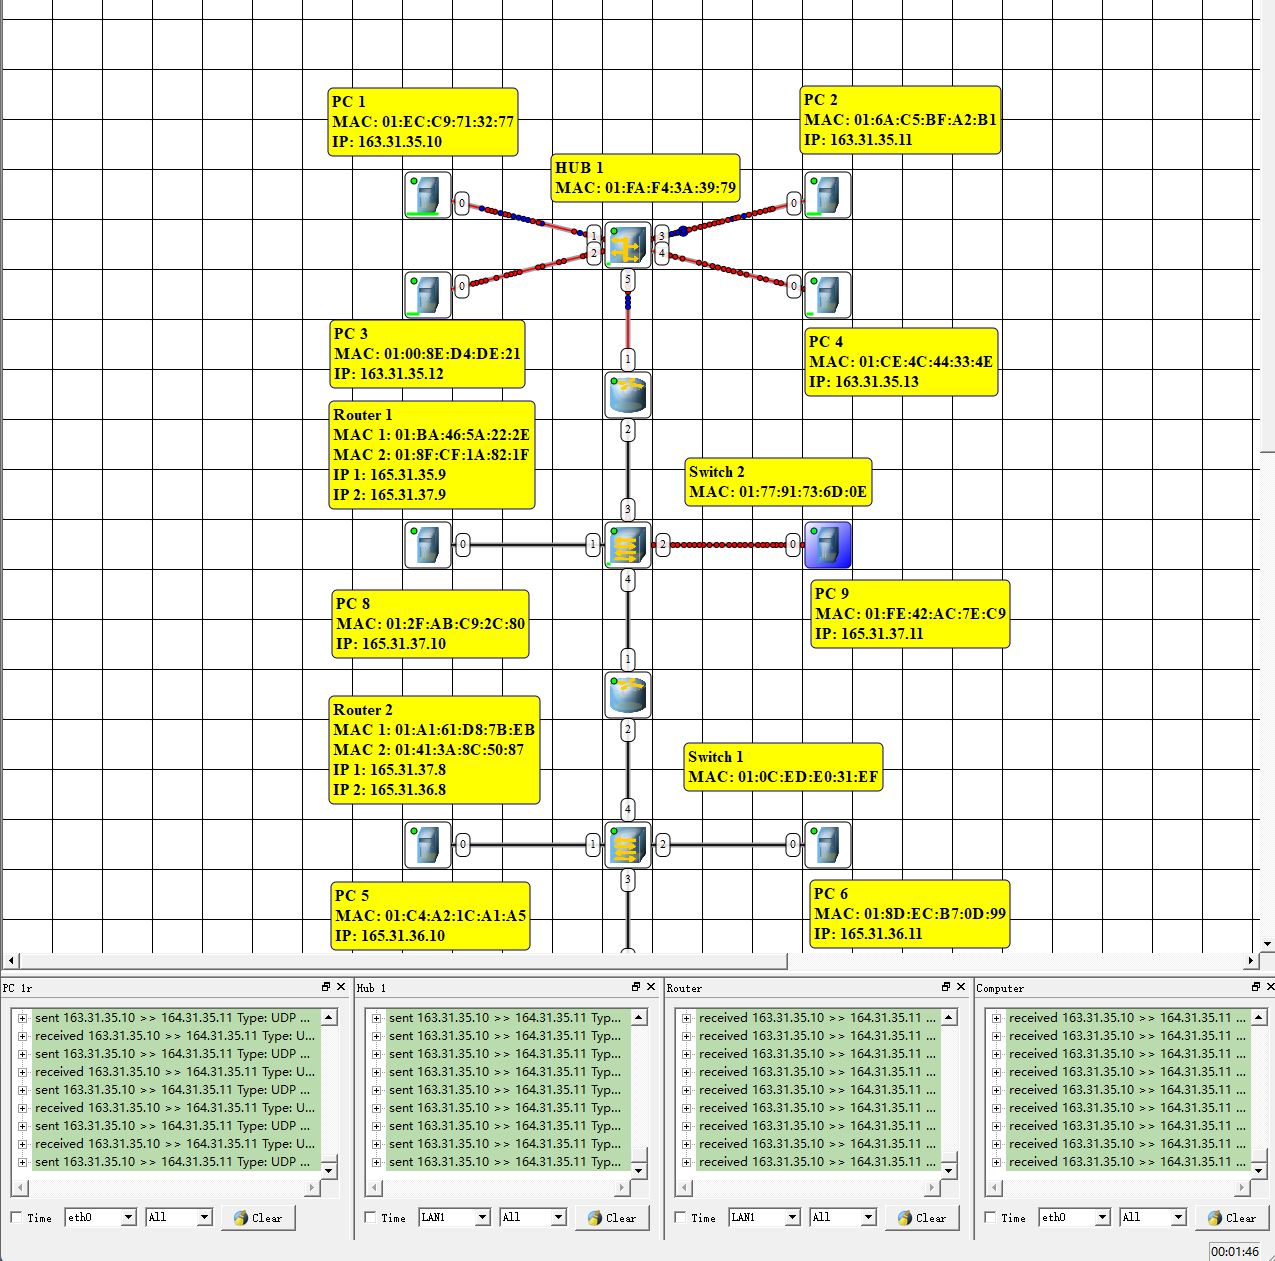 PC 1
MAC: 01:EC:C9:71:32:77
IP: 163.31.35.10
PC 2
MAC: 01:6A:C5:BF:A2:B1
IP: 163.31.35.11
HUB 1
MAC: 01:FA:F4:3A:39:79
0
0
1
3
2
4
0
0
5
PC 3
MAC: 01:00:8E:D4:DE:21
IP: 163.31.35.12
PC 4
MAC: 01:CE:4C:44:33:4E
IP: 163.31.35.13
1
Router 1
MAC 1: 01:BA:46:5A:22:2E
MAC 2: 01:8F:CF:1A:82:1F
IP 1: 165.31.35.9
IP 2: 165.31.37.9
2
Switch 2
MAC: 01:77:91:73:6D:0E
3
0
1
2
0
4
PC 8
MAC: 01:2F:AB:C9:2C:80
IP: 165.31.37.10
PC 9
MAC: 01:FE:42:AC:7E:C9
IP: 165.31.37.11
1
Router 2
MAC 1: 01:A1:61:D8:7B:EB
MAC 2: 01:41:3A:8C:50:87
IP 1: 165.31.37.8
IP 2: 165.31.36.8
2
Switch 1
MAC: 01:0C:ED:E0:31:EF
4
0
1
2
0
3
PC 5
MAC: 01:C4:A2:1C:A1:A5
IP: 165.31.36.10
PC 6
MAC: 01:8D:EC:B7:0D:99
IP: 165.31.36.11
PC 1r
sent 163.31.35.10 >> 164.31.35.11 Type: UDP ...
received 163.31.35.10 >> 164.31.35.11 Type: U...
sent 163.31.35.10 >> 164.31.35.11 Type: UDP ...
received 163.31.35.10 >> 164.31.35.11 Type: U...
sent 163.31.35.10 >> 164.31.35.11 Type: UDP ...
received 163.31.35.10 >> 164.31.35.11 Type: U...
sent 163.31.35.10 >> 164.31.35.11 Type: UDP ...
received 163.31.35.10 >> 164.31.35.11 Type: U...
sent 163.31.35.10 >> 164.31.35.11 Type: UDP ...
Time eth0 All Clear
Hub 1
sent 163.31.35.10 >> 164.31.35.11 Typ...
sent 163.31.35.10 >> 164.31.35.11 Typ...
sent 163.31.35.10 >> 164.31.35.11 Typ...
sent 163.31.35.10 >> 164.31.35.11 Typ...
sent 163.31.35.10 >> 164.31.35.11 Typ...
sent 163.31.35.10 >> 164.31.35.11 Typ...
sent 163.31.35.10 >> 164.31.35.11 Typ...
sent 163.31.35.10 >> 164.31.35.11 Typ...
sent 163.31.35.10 >> 164.31.35.11 Typ...
Time LAN1 All Clear
Router
received 163.31.35.10 >> 164.31.35.11 ...
received 163.31.35.10 >> 164.31.35.11 ...
received 163.31.35.10 >> 164.31.35.11 ...
received 163.31.35.10 >> 164.31.35.11 ...
received 163.31.35.10 >> 164.31.35.11 ...
received 163.31.35.10 >> 164.31.35.11 ...
received 163.31.35.10 >> 164.31.35.11 ...
received 163.31.35.10 >> 164.31.35.11 ...
received 163.31.35.10 >> 164.31.35.11 ...
Time LAN1 All Clear
Computer
received 163.31.35.10 >> 164.31.35.11 ...
received 163.31.35.10 >> 164.31.35.11 ...
received 163.31.35.10 >> 164.31.35.11 ...
received 163.31.35.10 >> 164.31.35.11 ...
received 163.31.35.10 >> 164.31.35.11 ...
received 163.31.35.10 >> 164.31.35.11 ...
received 163.31.35.10 >> 164.31.35.11 ...
received 163.31.35.10 >> 164.31.35.11 ...
received 163.31.35.10 >> 164.31.35.11 ...
Time eth0 All Clear
00:01:46